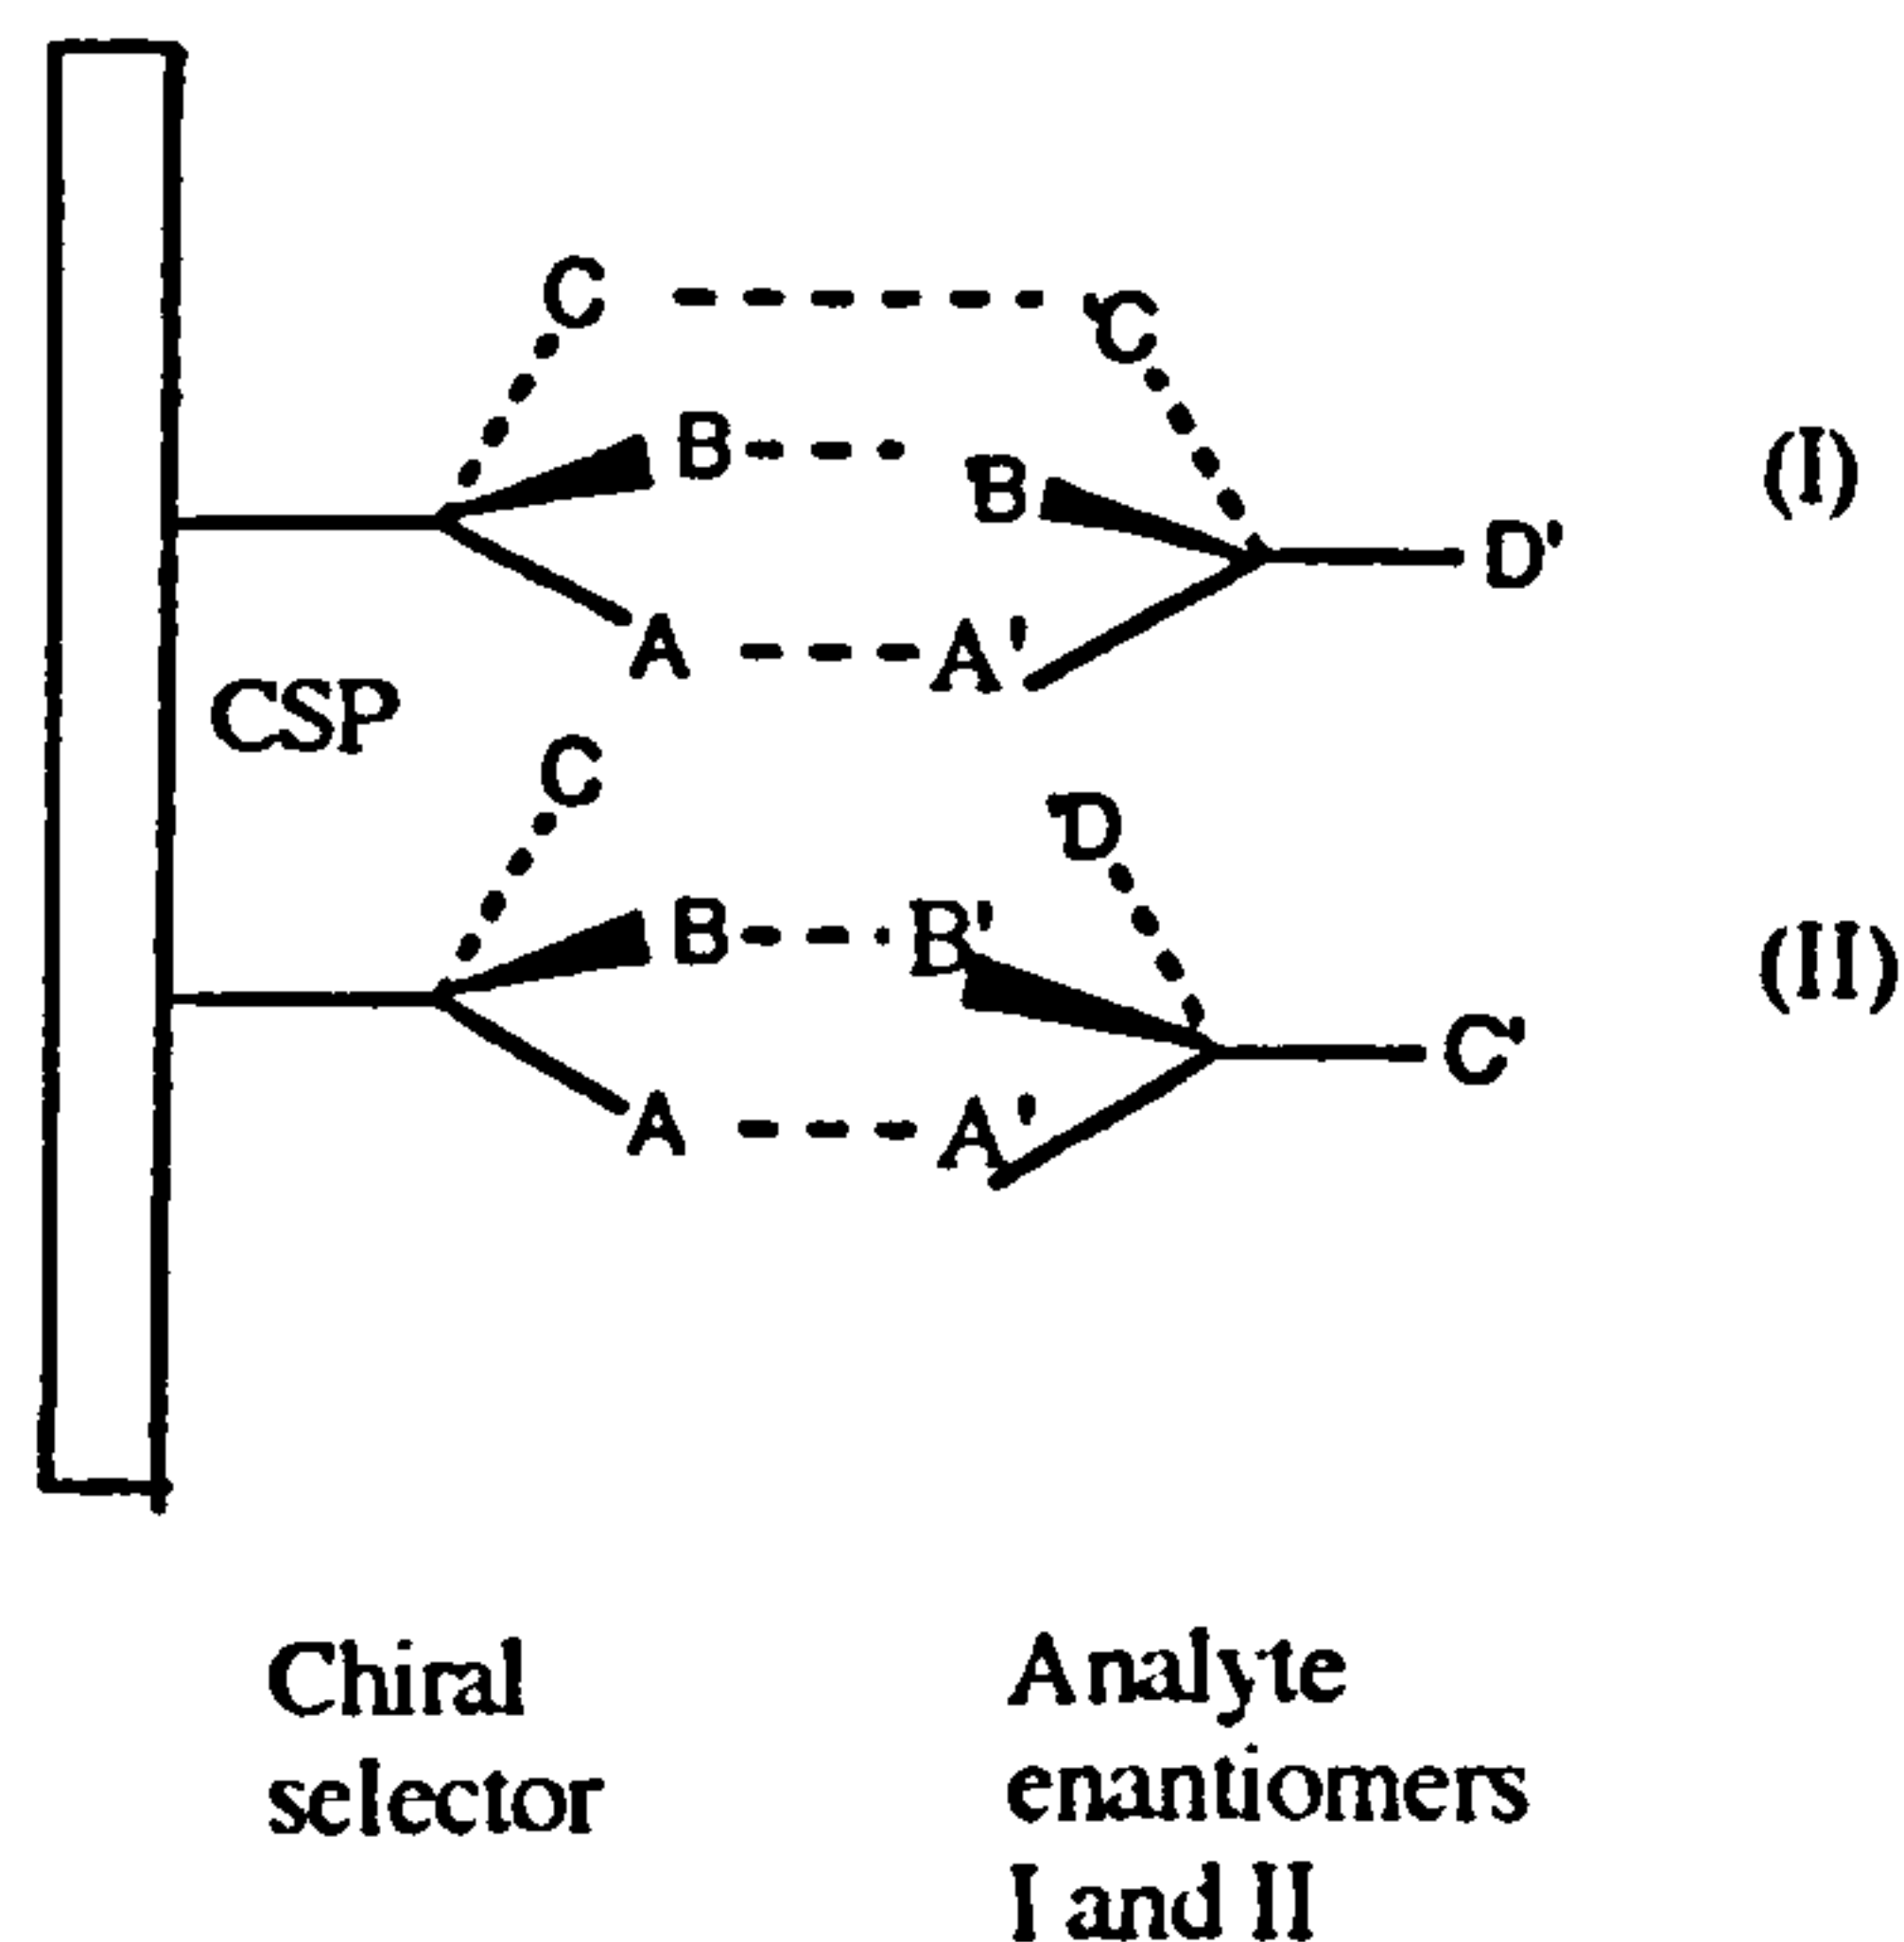 C 'C
B 'B (I)
D'
A A'
CSP
C 'D
B B' (II)
C'
A A'
Chiral Analyte
selector enantiomers
I and II